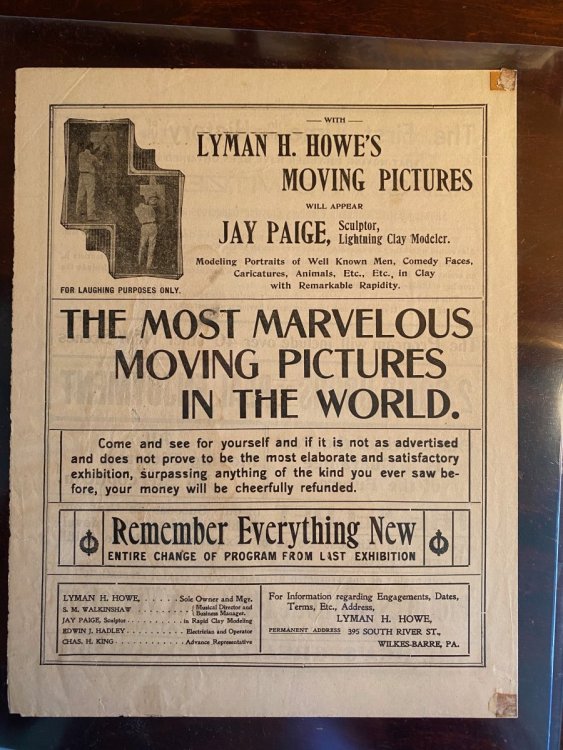 WITH
LYMAN H. HOWE'S
MOVING PICTURES
WILL APPEAR
JAY PAIGE, Sculptor,
Lightning Clay Modeler.
Modeling Portraits of Well Known Men, Comedy Faces,
Caricatures, Animals, Etc., Etc., in Clay
with Remarkable Rapidity.
FOR LAUGHING PURPOSES ONLY.
THE MOST MARVELOUS
MOVING PICTURES
IN THE WORLD.
Come and see for yourself and if it is not as advertised
and does not prove to be the most elaborate and satisfactory
exhibition, surpassing anything of the kind you ever saw be-
fore, your money will be cheerfully refunded.
Remember Everything New
ENTIRE CHANGE OF PROGRAM FROM LAST EXHIBITION
LYMAN H. HOWE, . . . . . . Sole Owner and Mgr.
S. M. WALKINSHAW . . . . . . . . . { Musical Director and
Business Manager.
JAY PAIGE, Sculptor . . . . . . . in Rapid Clay Modeling
EDWIN J. HADLEY . . . . . . . . Electrician and Operator
CHAS. H. KING . . . . . . . . . . Advance Representative
For Information regarding Engagements, Dates,
Terms, Etc., Address,
LYMAN H. HOWE,
PERMANENT ADDRESS 395 SOUTH RIVER ST.,
WILKES-BARRE, PA.